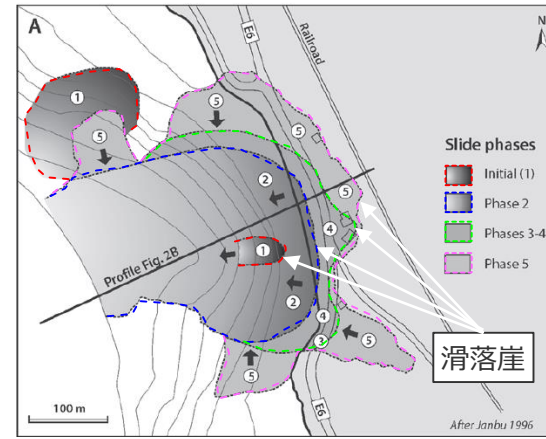 A
E6
Railroad
N
1
5
5
5
Slide phases
Initial (1)
Phase 2
Phases 3-4
Phase 5
2
5
4
1
Profile Fig. 2B
2
4
3
5
5
滑落崖
E6
100 m
After Janbu 1996